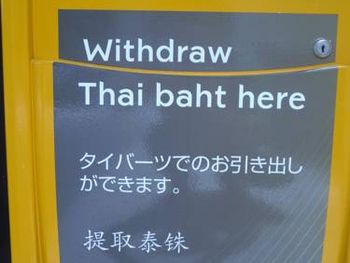 Withdraw
Thai baht here
タイバーツでのお引き出し
ができます。
提取泰铢